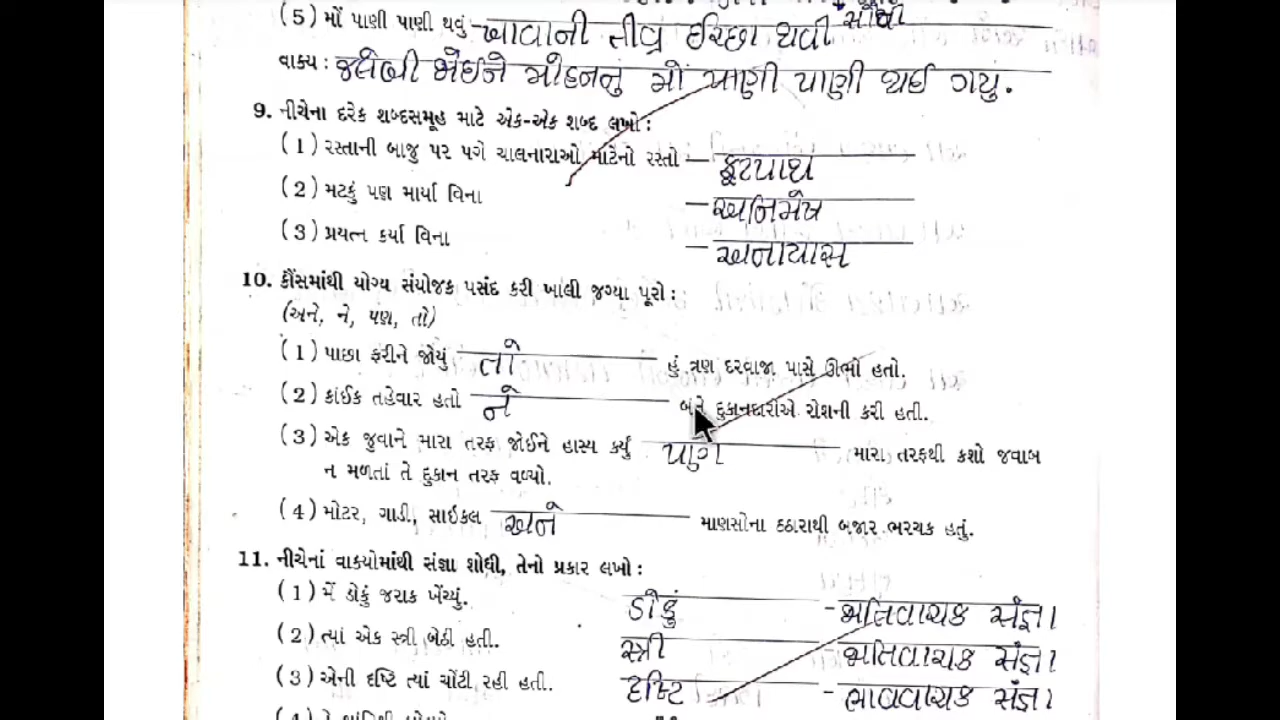 (5) મોં પાણી પાણી થવું - ખાવાની તીવ્ર ઈચ્છા થવી
વાક્ય : જલેબી જોઈને મોહનનું મોં પાણી પાણી થઈ ગયું.
9. નીચેના દરેક શબ્દસમૂહ માટે એક-એક શબ્દ લખો :
(1) રસ્તાની બાજુ પર પગે ચાલનારાઓ માટેનો રસ્તો — ફૂટપાથ
(2) મટકું પણ માર્યા વિના — અનિમેષ
(3) પ્રયત્ન કર્યા વિના — અનાયાસ
10. કૌંસમાંથી યોગ્ય સંયોજક પસંદ કરી ખાલી જગ્યા પૂરો :
(અને, ને, પણ, તો)
(1) પાછા ફરીને જોયું તો હું ત્રણ દરવાજા પાસે ઊભો હતો.
(2) કાંઈક તહેવાર હતો ને દુકાનદારીએ રોશની કરી હતી.
(3) એક જુવાને મારા તરફ જોઈને હાસ્ય કર્યું પણ મારા તરફથી કશો જવાબ
ન મળતાં તે દુકાન તરફ વળ્યો.
(4) મોટર, ગાડી, સાઇકલ અને માણસોના કઠારાથી બજાર ભરચક હતું.
11. નીચેનાં વાક્યોમાંથી સંજ્ઞા શોધી, તેનો પ્રકાર લખો :
(1) મેં ડોકું જરાક ખેંચ્યું. ડોકું - જાતિવાચક સંજ્ઞા
(2) ત્યાં એક સ્ત્રી બેઠી હતી. સ્ત્રી - જાતિવાચક સંજ્ઞા
(3) એની દૃષ્ટિ ત્યાં ચોંટી રહી હતી. દૃષ્ટિ - ભાવવાચક સંજ્ઞા